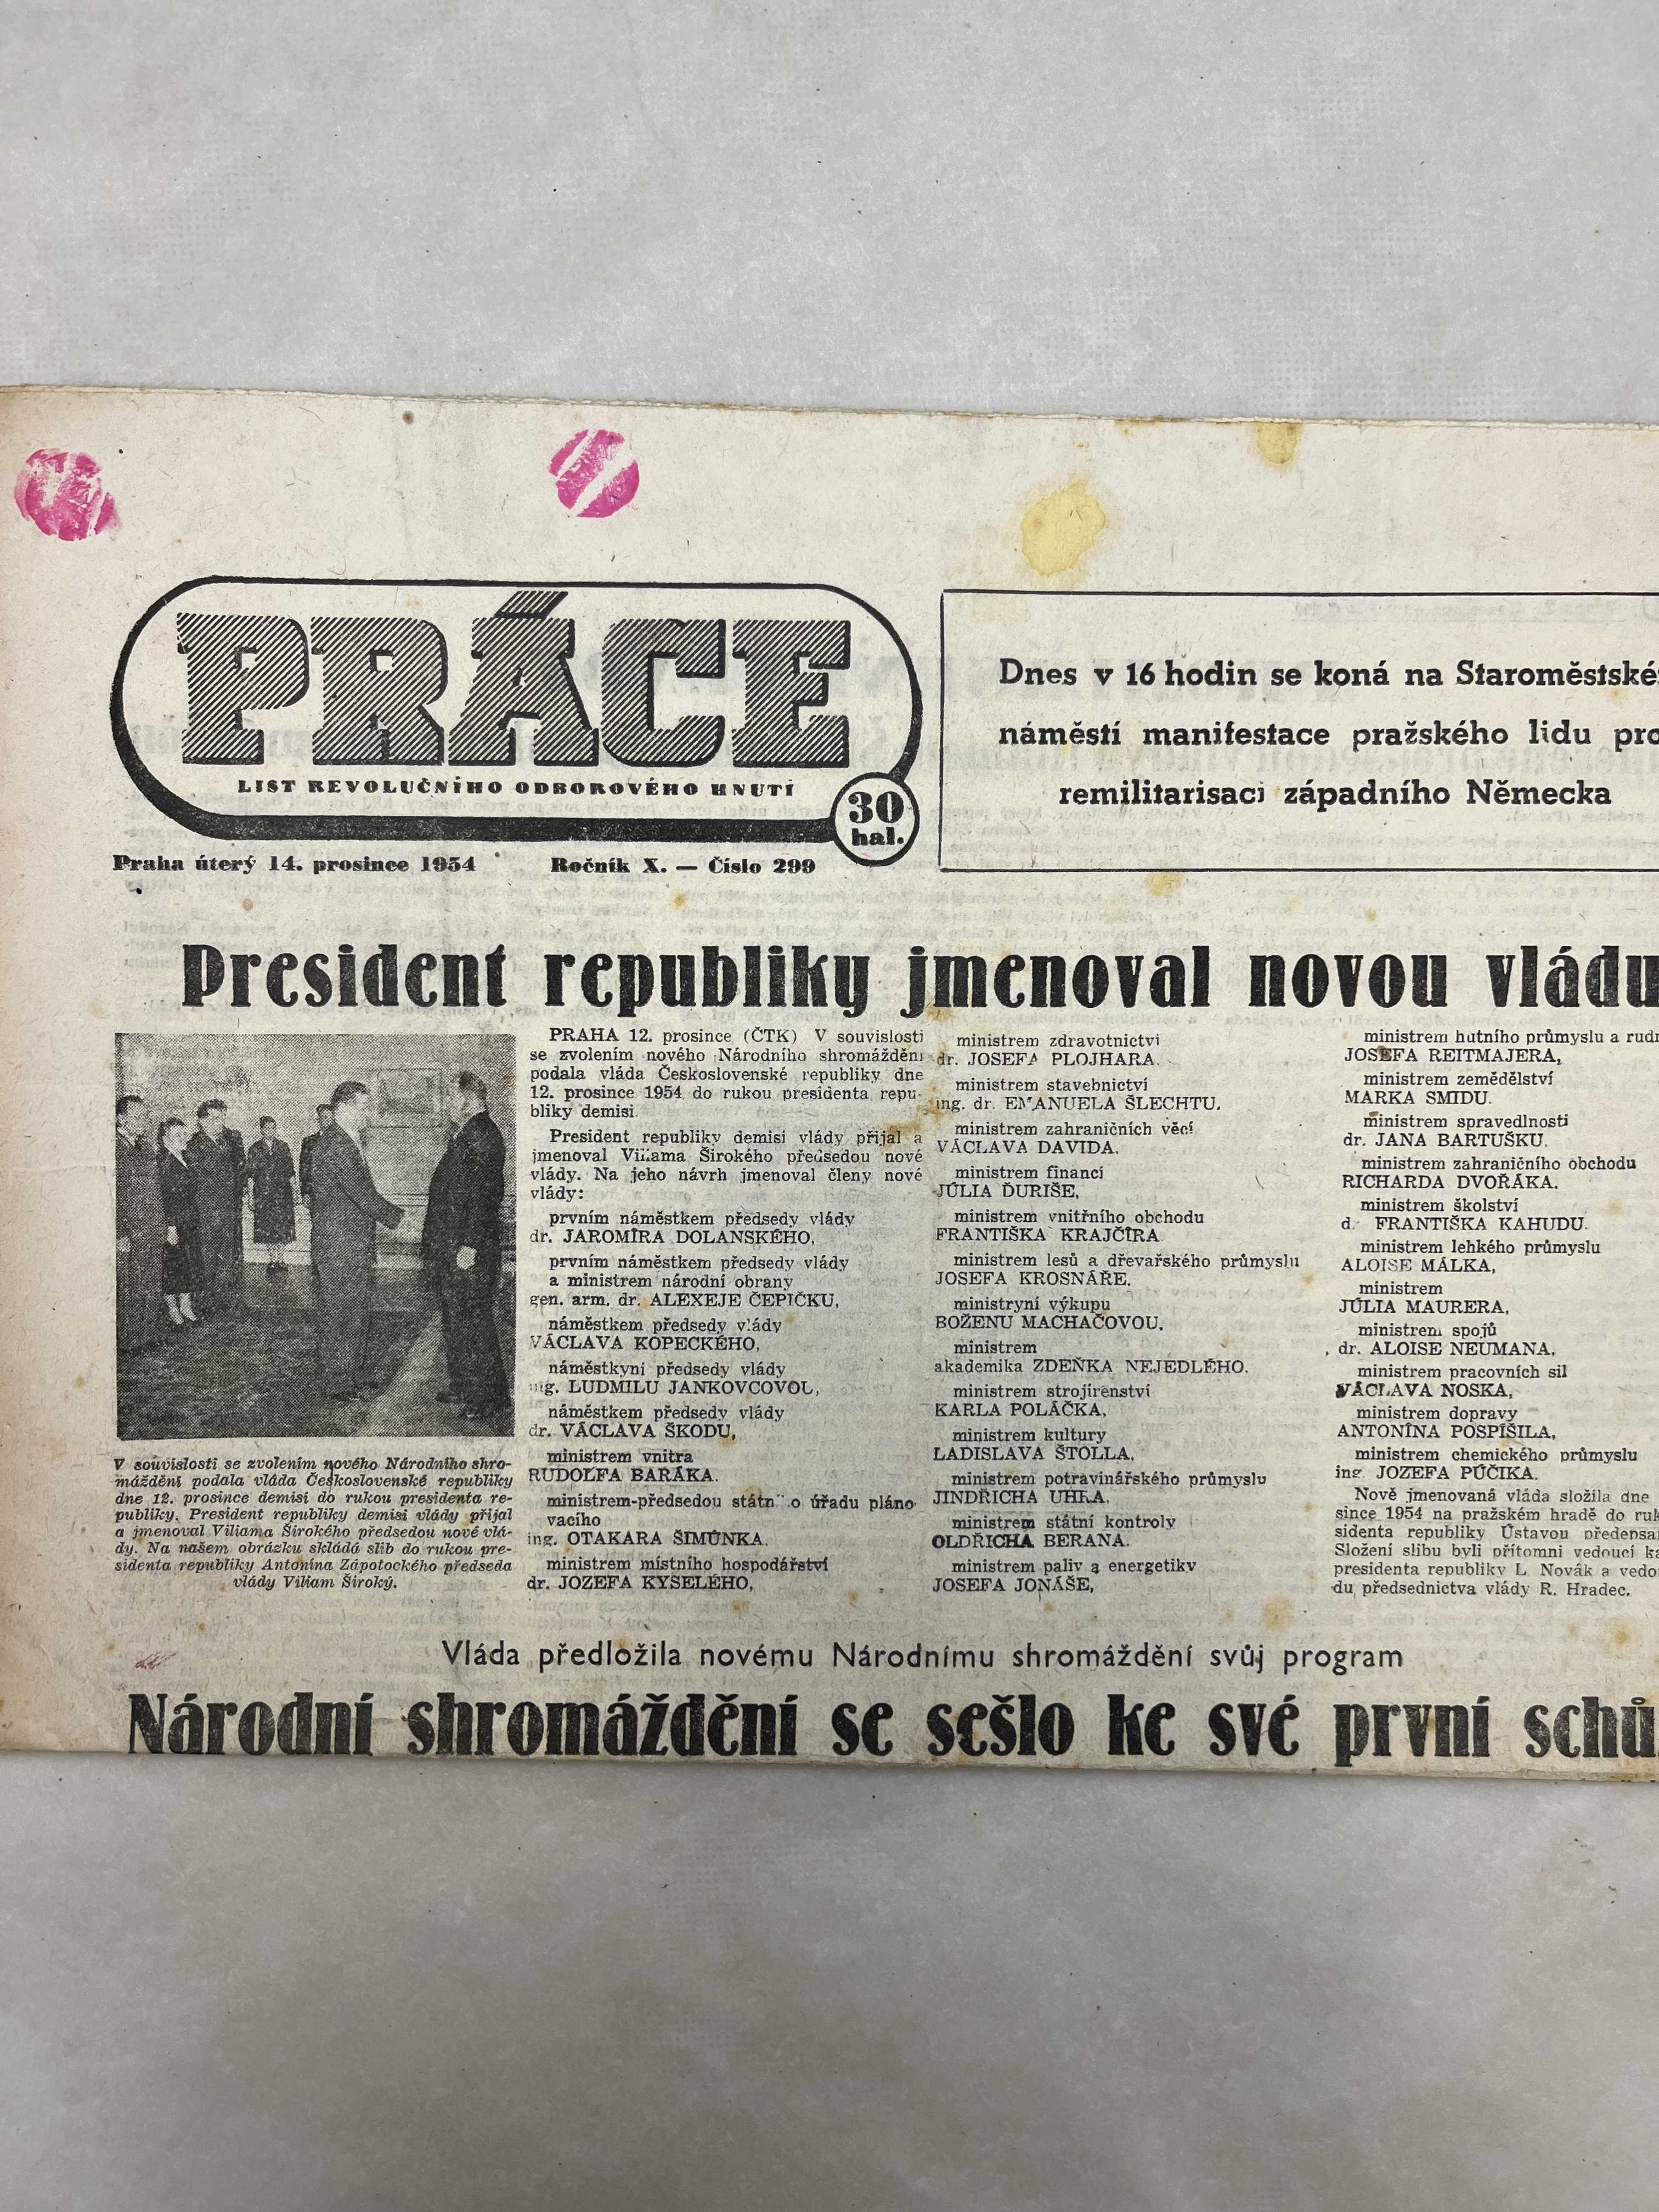 PRÁCE
LIST REVOLUČNÍHO ODBOROVÉHO HNUTÍ
30
hal.
Praha úterý 14. prosince 1954 Ročník X. — Číslo 299
Dnes v 16 hodin se koná na Staroměstské
náměstí manifestace pražského lidu pro
remilitarisaci západního Německa
President republiky jmenoval novou vládu
V souvislosti se zvolením nového Národního shro-
máždění podala vláda Československé republiky
dne 12. prosince demisi do rukou presidenta re-
publiky. President republiky demisi vlády přijal
a jmenoval Viliama Širokého předsedou nové vlá-
dy. Na našem obrázku skládá slib do rukou pre-
sidenta republiky Antonína Zápotockého předseda
vlády Viliam Široký.
PRAHA 12. prosince (ČTK) V souvislosti
se zvolením nového Národního shromáždění
podala vláda Československé republiky dne
12. prosince 1954 do rukou presidenta repu-
bliky demisi.
President republiky demisi vlády přijal a
jmenoval Viliama Širokého předsedou nové
vlády. Na jeho návrh jmenoval členy nové
vlády:
prvním náměstkem předsedy vlády
dr. JAROMÍRA DOLANSKÉHO,
prvním náměstkem předsedy vlády
a ministrem národní obrany
gen. arm. dr. ALEXEJE ČEPIČKU,
náměstkem předsedy vlády
VÁCLAVA KOPECKÉHO,
náměstkyní předsedy vlády
ing. LUDMILU JANKOVCOVOU,
náměstkem předsedy vlády
dr. VÁCLAVA ŠKODU,
ministrem vnitra
RUDOLFA BARÁKA.
ministrem-předsedou státního úřadu pláno-
vacího
ing. OTAKARA ŠIMŮNKA.
ministrem místního hospodářství
dr. JOZEFA KYSELÉHO,
ministrem zdravotnictví
dr. JOSEFA PLOJHARA.
ministrem stavebnictví
ing. dr. EMANUELA ŠLECHTU.
ministrem zahraničních věcí
VÁCLAVA DAVIDA.
ministrem financí
JÚLIA ĎURIŠE,
ministrem vnitřního obchodu
FRANTIŠKA KRAJČÍRA
ministrem lesů a dřevařského průmyslu
JOSEFA KROSNÁŘE.
ministryní výkupu
BOŽENU MACHAČOVOU.
ministrem
akademika ZDEŇKA NEJEDLÉHO.
ministrem strojírenství
KARLA POLÁČKA,
ministrem kultury
LADISLAVA ŠTOLLA,
ministrem potravinářského průmyslu
JINDŘICHA UHRA,
ministrem státní kontroly
OLDŘICHA BERANA.
ministrem paliv a energetiky
JOSEFA JONÁŠE,
ministrem hutního průmyslu a rudn
JOSEFA REITMAJERA,
ministrem zemědělství
MARKA SMIDU.
ministrem spravedlnosti
dr. JANA BARTUŠKU,
ministrem zahraničního obchodu
RICHARDA DVOŘÁKA.
ministrem školství
d. FRANTIŠKA KAHUDU.
ministrem lehkého průmyslu
ALOISE MÁLKA,
ministrem
JÚLIA MAURERA,
ministrem spojů
dr. ALOISE NEUMANA.
ministrem pracovních sil
VÁCLAVA NOSKA,
ministrem dopravy
ANTONÍNA POSPÍŠILA,
ministrem chemického průmyslu
ing JOZEFA PÚČIKA.
Nově jmenovaná vláda složila dne
since 1954 na pražském hradě do ruk
sidenta republiky Ústavou předepsa
Složení slibu byli přítomni vedoucí ka
presidenta republiky L. Novák a vedo
du předsednictva vlády R. Hradec.
Vláda předložila novému Národnímu shromáždění svůj program
Národní shromáždění se sešlo ke své první schů